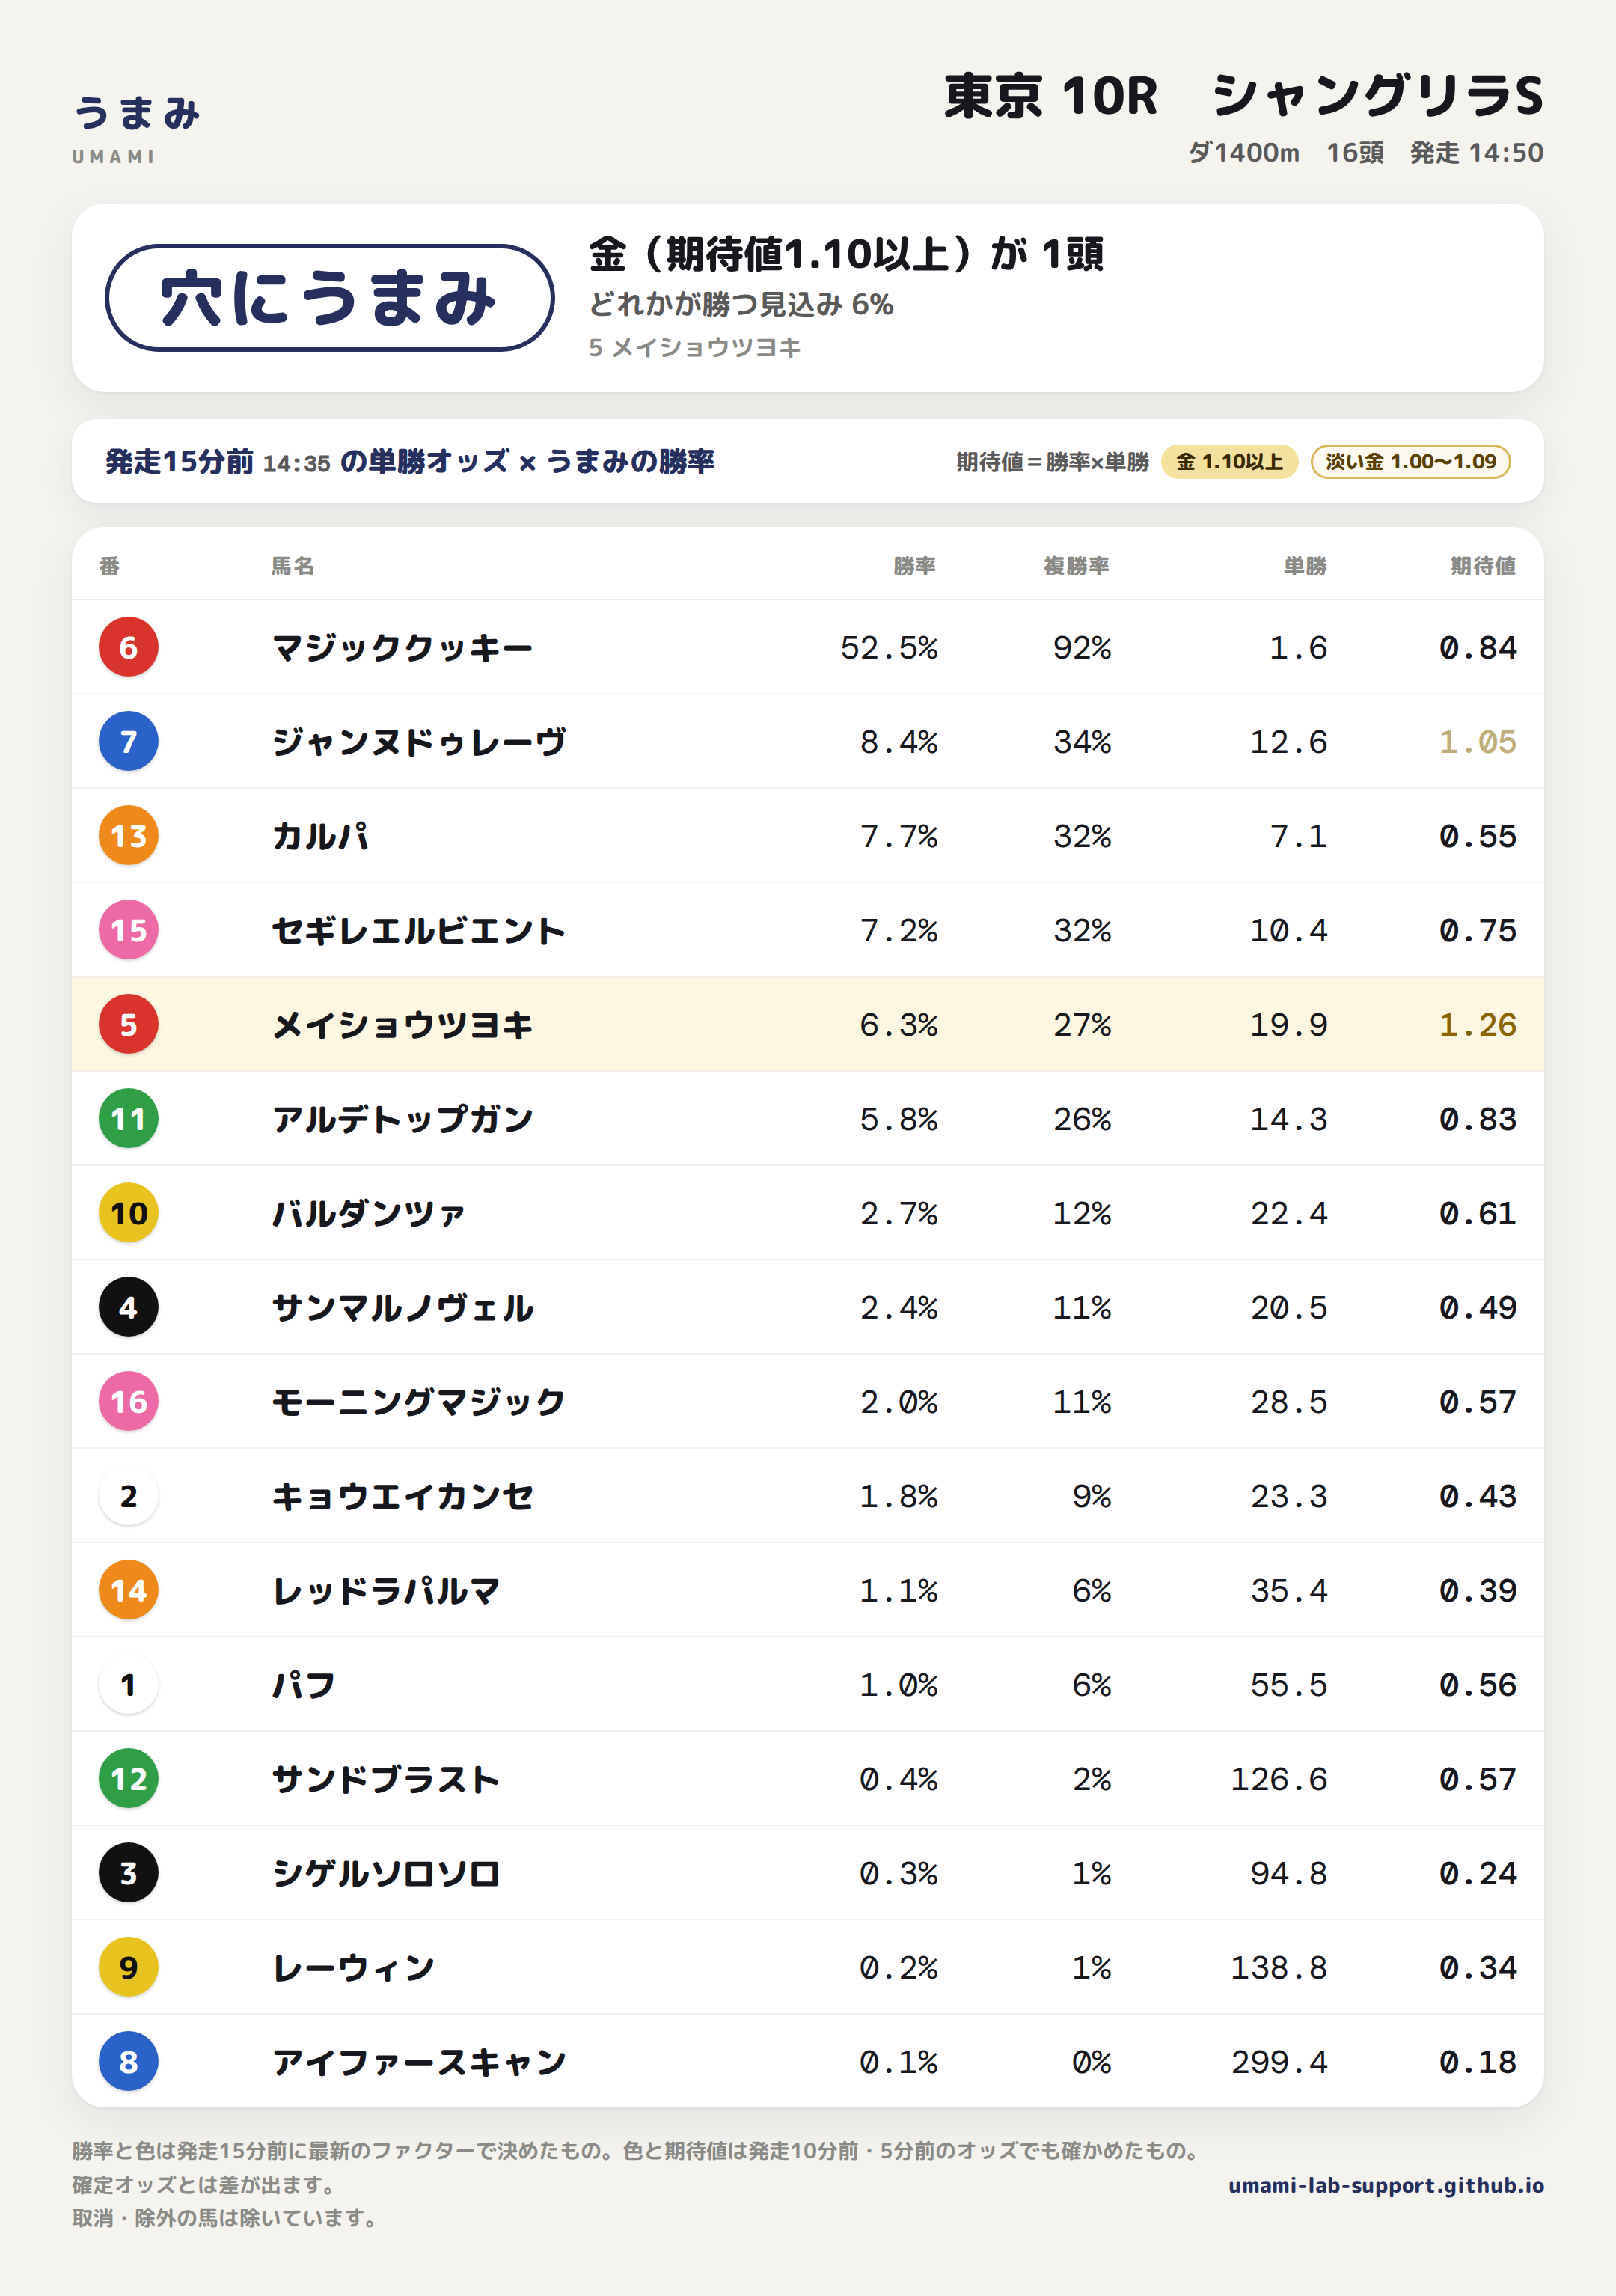 うまみ
UMAMI
東京 10R　シャングリラS
ダ1400m　16頭　発走 14:50
穴にうまみ
金（期待値1.10以上）が 1頭
どれかが勝つ見込み 6%
5 メイショウツヨキ
発走15分前 14:35 の単勝オッズ × うまみの勝率
期待値＝勝率×単勝 金 1.10以上 淡い金 1.00〜1.09
番 馬名 勝率 複勝率 単勝 期待値
6 マジッククッキー 52.5% 92% 1.6 0.84
7 ジャンヌドゥレーヴ 8.4% 34% 12.6 1.05
13 カルパ 7.7% 32% 7.1 0.55
15 セギレエルビエント 7.2% 32% 10.4 0.75
5 メイショウツヨキ 6.3% 27% 19.9 1.26
11 アルデトップガン 5.8% 26% 14.3 0.83
10 バルダンツァ 2.7% 12% 22.4 0.61
4 サンマルノヴェル 2.4% 11% 20.5 0.49
16 モーニングマジック 2.0% 11% 28.5 0.57
2 キョウエイカンセ 1.8% 9% 23.3 0.43
14 レッドラパルマ 1.1% 6% 35.4 0.39
1 パフ 1.0% 6% 55.5 0.56
12 サンドブラスト 0.4% 2% 126.6 0.57
3 シゲルソロソロ 0.3% 1% 94.8 0.24
9 レーウィン 0.2% 1% 138.8 0.34
8 アイファースキャン 0.1% 0% 299.4 0.18
勝率と色は発走15分前に最新のファクターで決めたもの。色と期待値は発走10分前・5分前のオッズでも確かめたもの。
確定オッズとは差が出ます。
取消・除外の馬は除いています。
umami-lab-support.github.io